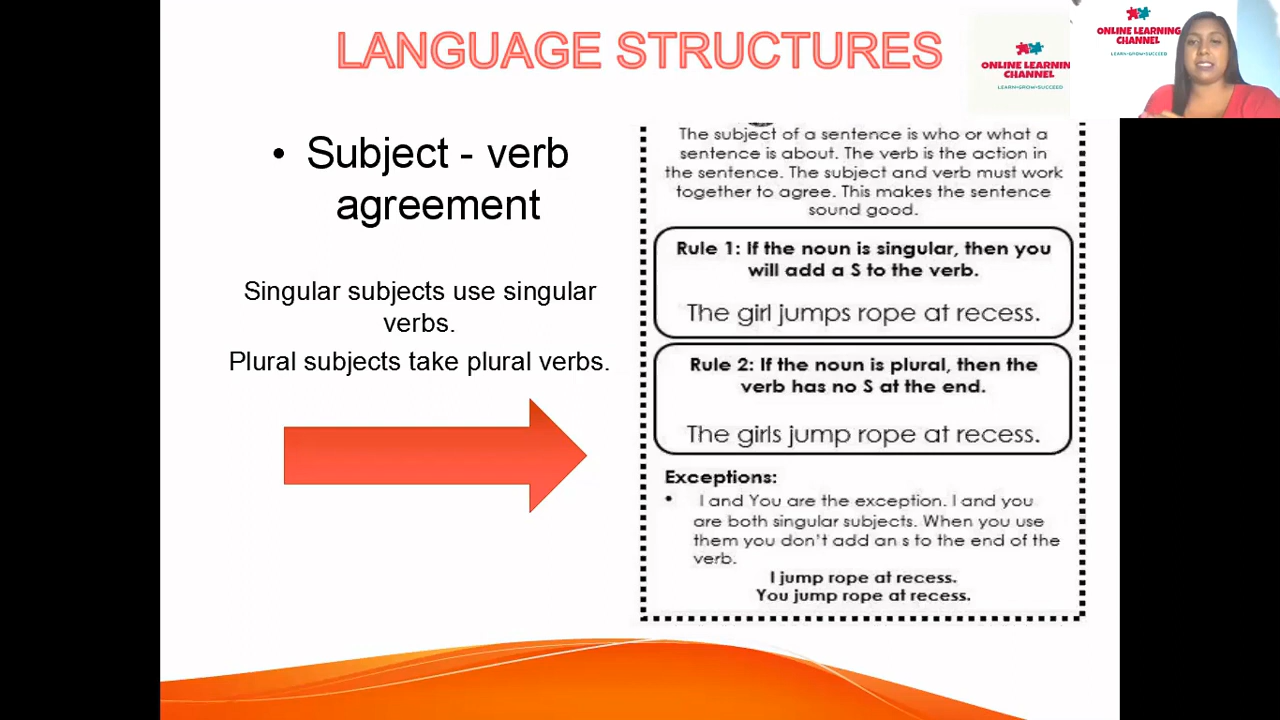 LANGUAGE STRUCTURES
ONLINE LEARNIN
CHANNEL
LEARN•GROW•SUCCEED
ONLINE LEARNING
CHANNEL
LEARN•GROW•SUCCEED
• Subject - verb
agreement
Singular subjects use singular
verbs.
Plural subjects take plural verbs.
The subject of a sentence is who or what a
sentence is about. The verb is the action in
the sentence. The subject and verb must work
together to agree. This makes the sentence
sound good.
Rule 1: If the noun is singular, then you
will add a S to the verb.
The girl jumps rope at recess.
Rule 2: If the noun is plural, then the
verb has no S at the end.
The girls jump rope at recess.
Exceptions:
• I and You are the exception. I and you
are both singular subjects. When you use
them you don't add an s to the end of the
verb.
I jump rope at recess.
You jump rope at recess.